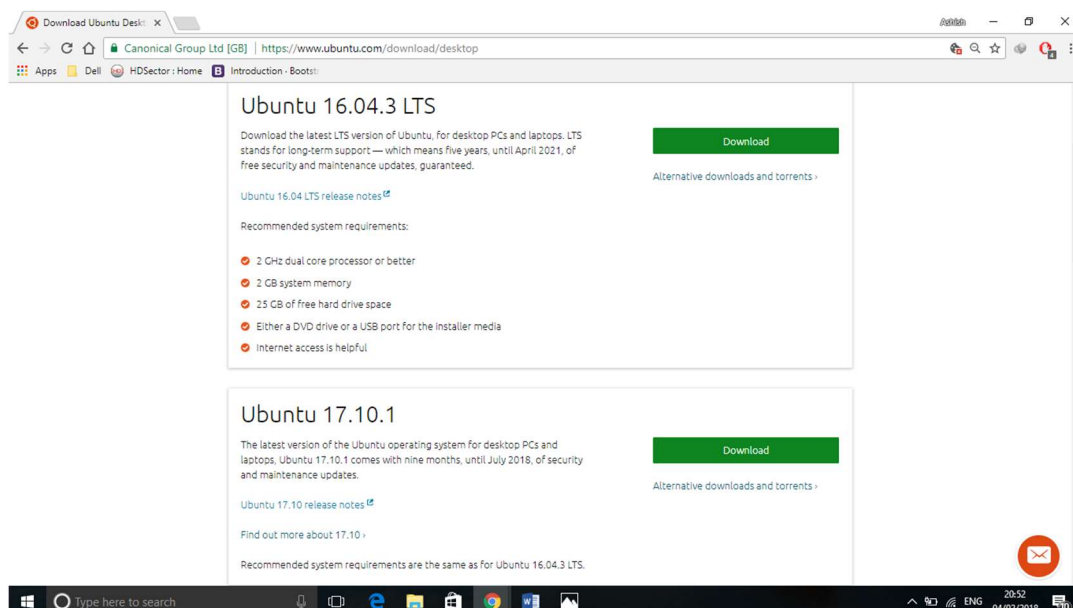 Download Ubuntu Deskt
Ashish
Canonical Group Ltd [GB] | https://www.ubuntu.com/download/desktop
Apps Dell HDSector : Home B Introduction · Bootstr
Ubuntu 16.04.3 LTS
Download the latest LTS version of Ubuntu, for desktop PCs and laptops. LTS
stands for long-term support — which means five years, until April 2021, of
free security and maintenance updates, guaranteed.
Download
Alternative downloads and torrents ›
Ubuntu 16.04 LTS release notes
Recommended system requirements:
2 GHz dual core processor or better
2 GB system memory
25 GB of free hard drive space
Either a DVD drive or a USB port for the installer media
Internet access is helpful
Ubuntu 17.10.1
The latest version of the Ubuntu operating system for desktop PCs and
laptops, Ubuntu 17.10.1 comes with nine months, until July 2018, of security
and maintenance updates.
Download
Alternative downloads and torrents ›
Ubuntu 17.10 release notes
Find out more about 17.10 ›
Recommended system requirements are the same as for Ubuntu 16.04.3 LTS.
Type here to search
ENG
20:52
04/03/2018